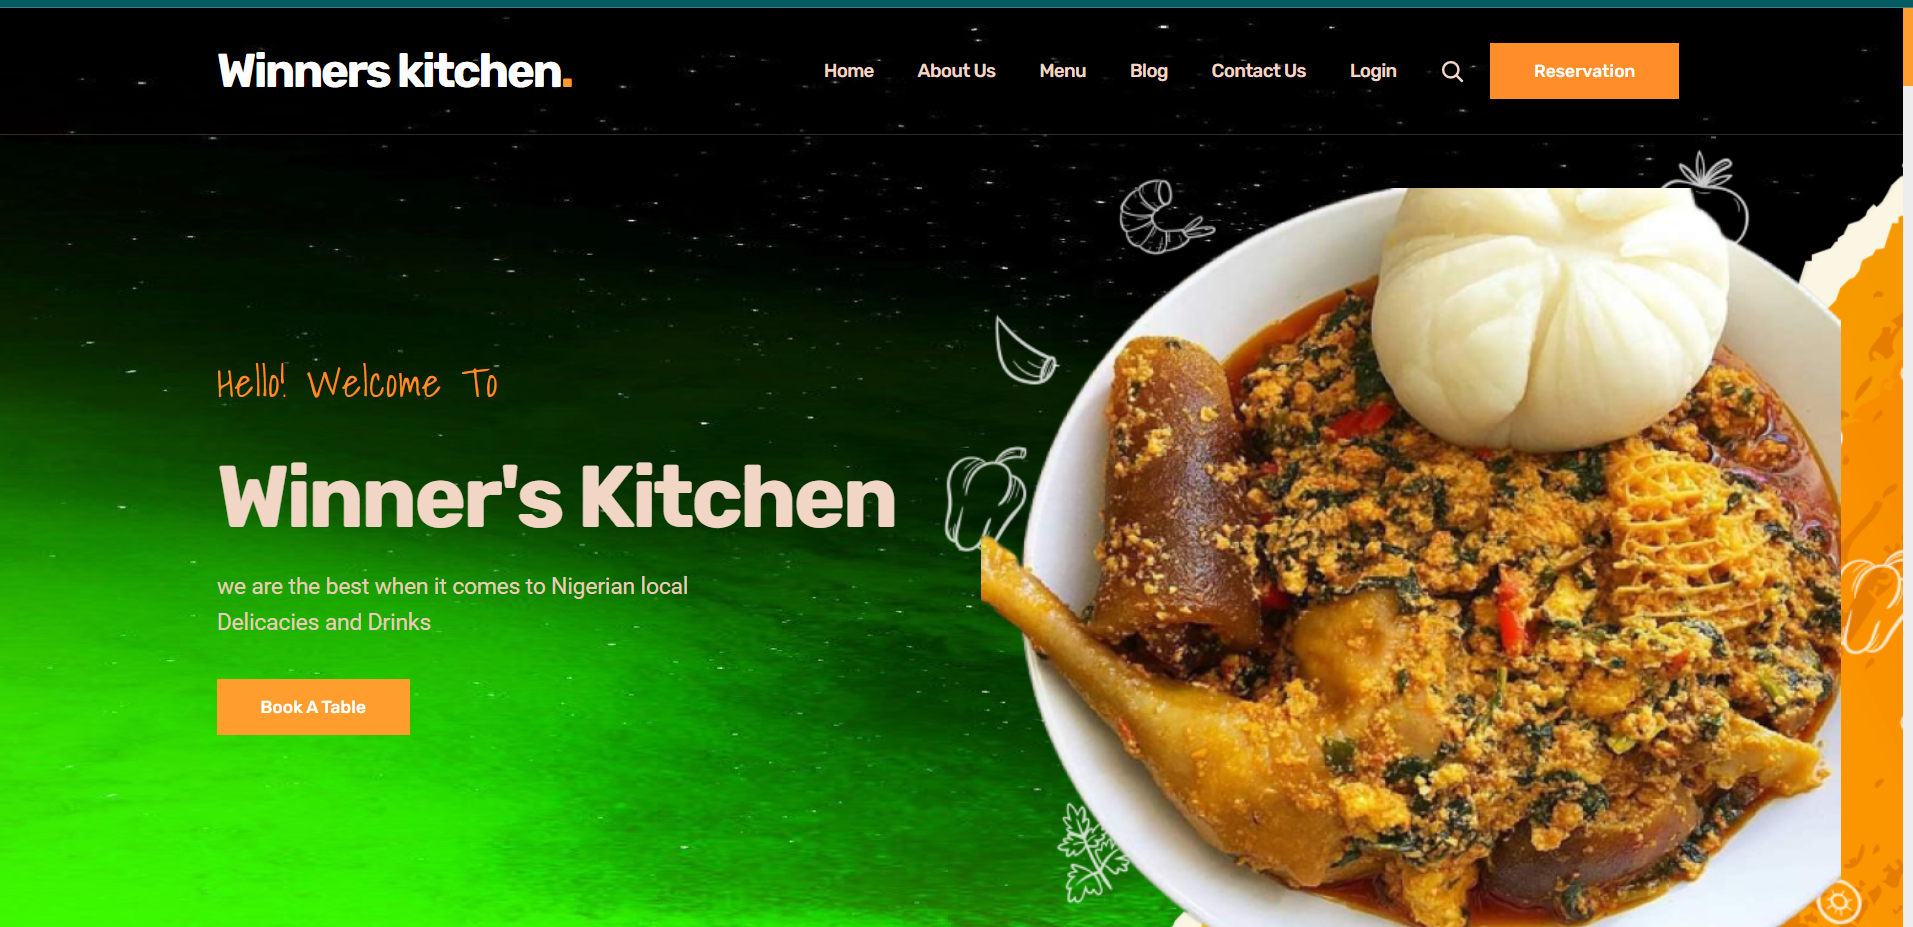 Winners kitchen.
Home About Us Menu Blog Contact Us Login Reservation
Hello! Welcome To
Winner's Kitchen
we are the best when it comes to Nigerian local
Delicacies and Drinks
Book A Table